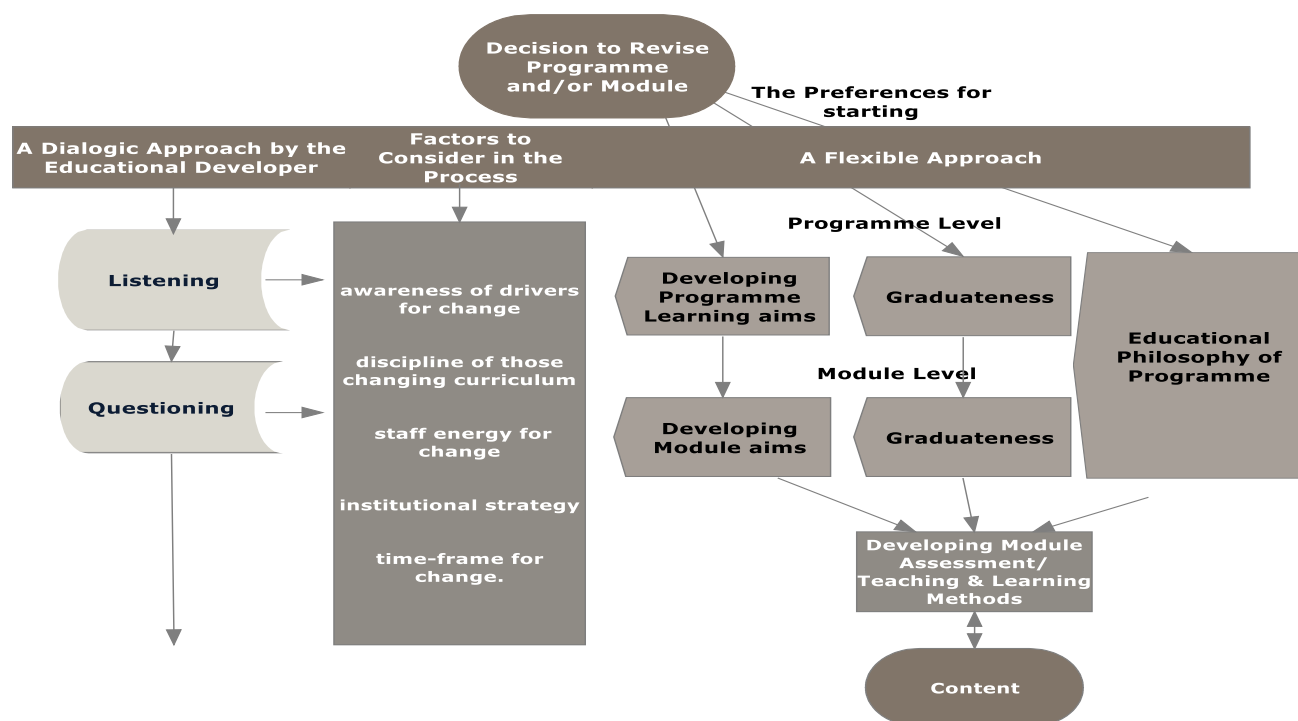 Decision to Revise
Programme
and/or Module
The Preferences for
starting
A Dialogic Approach by the
Educational Developer
Factors to
Consider in the
Process
A Flexible Approach
Programme Level
Listening
awareness of drivers
for change
discipline of those
changing curriculum
staff energy for
change
institutional strategy
time-frame for
change.
Questioning
Developing
Programme
Learning aims
Graduateness
Educational
Philosophy of
Programme
Module Level
Developing
Module aims
Graduateness
Developing Module
Assessment/
Teaching & Learning
Methods
Content